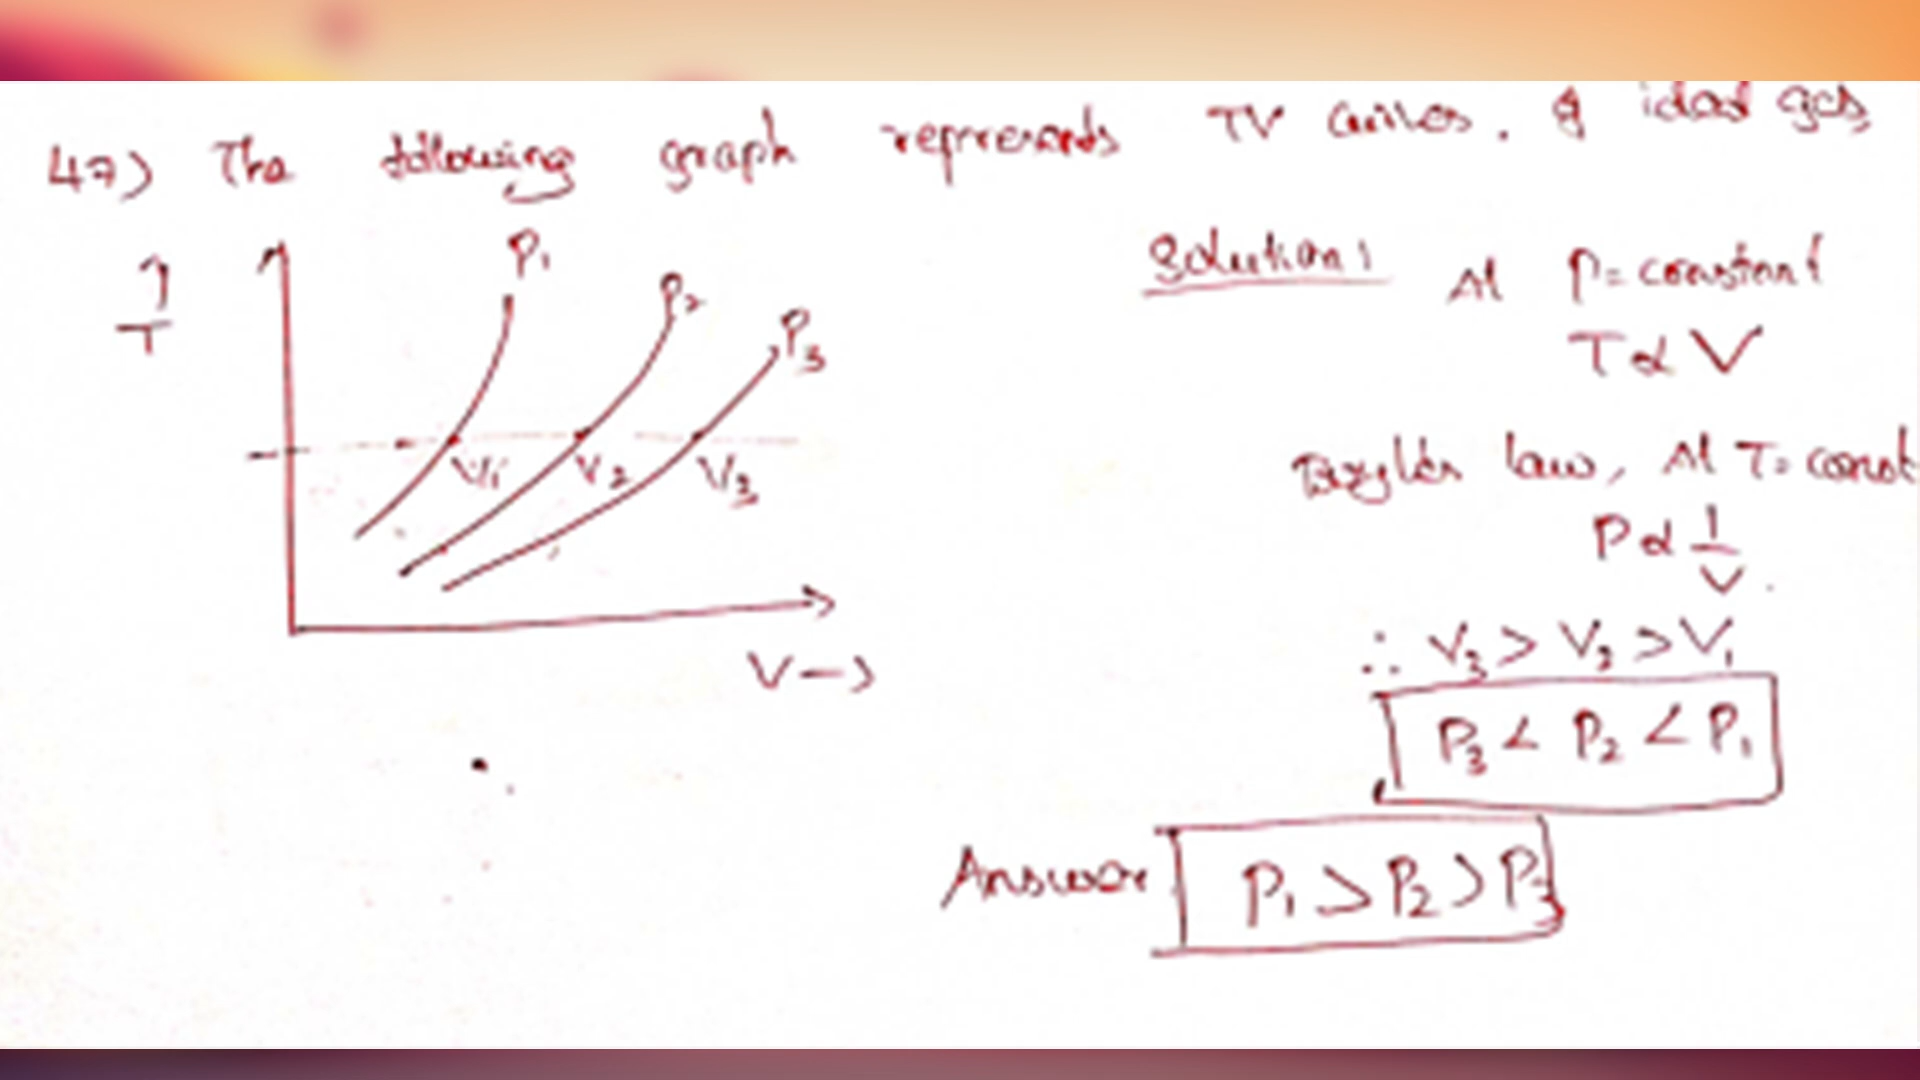 47) The following graph represents TV curves. of ideal gas
↑
T
P₁
P₂
P₃
V₁ V₂ V₃
V →
Solution: At P = constant
T ∝ V
law, At T = const
P ∝ 1/V
∴ V₃ > V₂ > V₁
P₃ < P₂ < P₁
Answer P₁ > P₂ > P₃